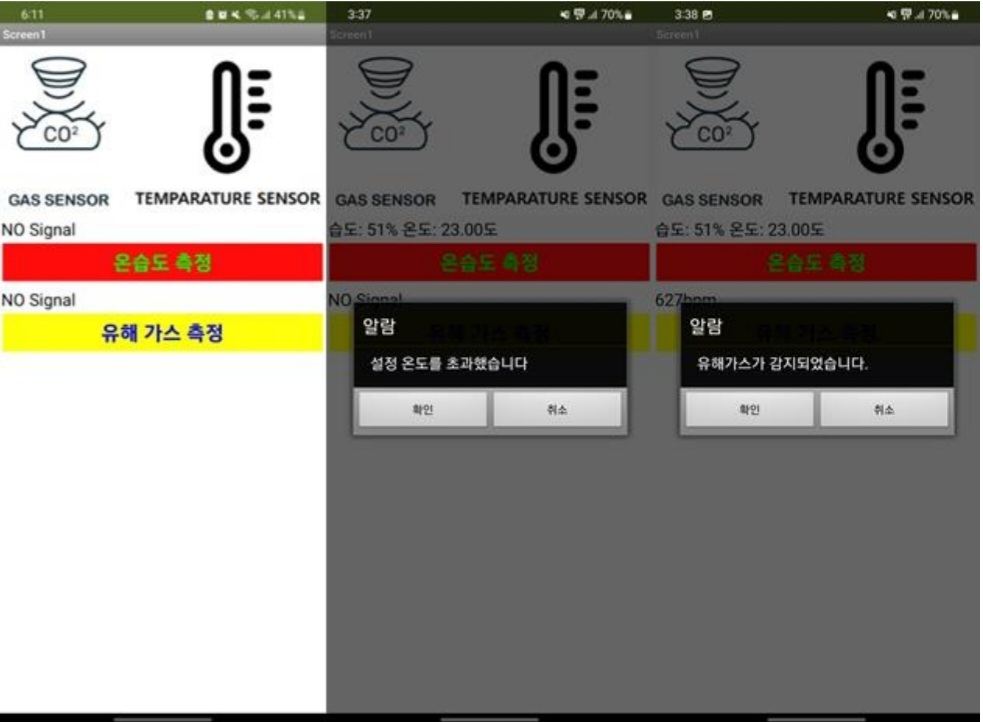 6:11
41%
Screen1
CO²
GAS SENSOR
TEMPARATURE SENSOR
NO Signal
온습도 측정
NO Signal
유해 가스 측정
3:37
70%
Screen1
CO²
GAS SENSOR
TEMPARATURE SENSOR
습도: 51% 온도: 23.00도
온습도 측정
NO Signal
유해 가스 측정
알람
설정 온도를 초과했습니다
확인
취소
3:38
70%
Screen1
CO²
GAS SENSOR
TEMPARATURE SENSOR
습도: 51% 온도: 23.00도
온습도 측정
627bpm
유해 가스 측정
알람
유해가스가 감지되었습니다.
확인
취소